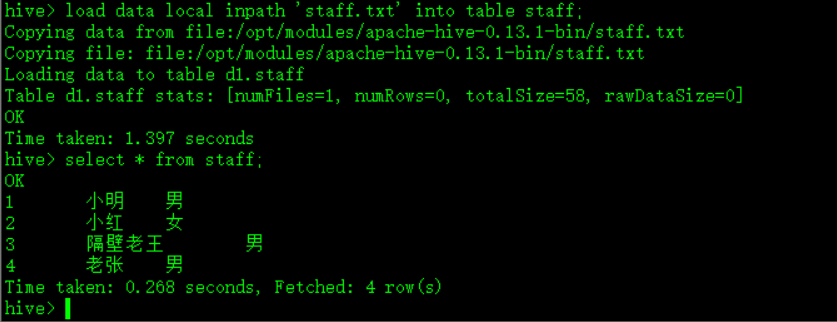 hive> load data local inpath 'staff.txt' into table staff;
Copying data from file:/opt/modules/apache-hive-0.13.1-bin/staff.txt
Copying file: file:/opt/modules/apache-hive-0.13.1-bin/staff.txt
Loading data to table d1.staff
Table d1.staff stats: [numFiles=1, numRows=0, totalSize=58, rawDataSize=0]
OK
Time taken: 1.397 seconds
hive> select * from staff;
OK
1 小明 男
2 小红 女
3 隔壁老王 男
4 老张 男
Time taken: 0.268 seconds, Fetched: 4 row(s)
hive>